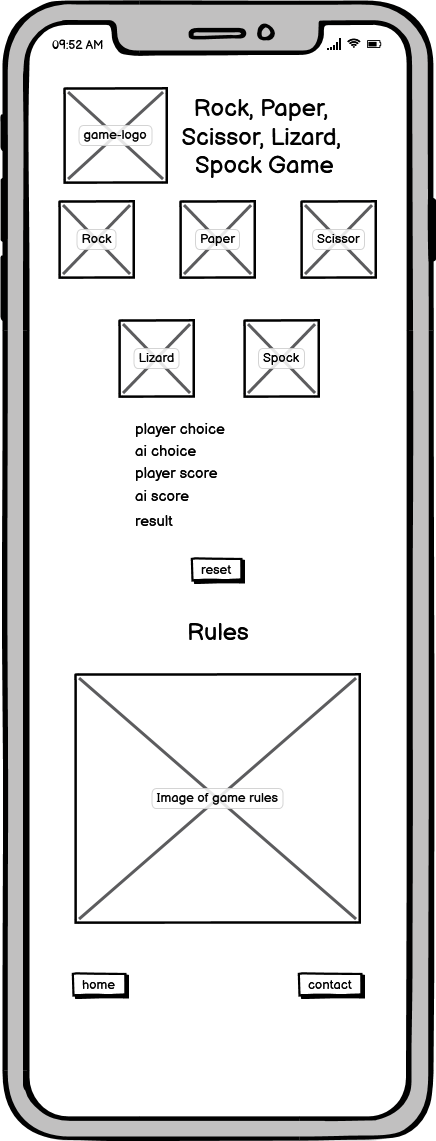 09:52 AM
game-logo
Rock, Paper,
Scissor, Lizard,
Spock Game
Rock
Paper
Scissor
Lizard
Spock
player choice
ai choice
player score
ai score
result
reset
Rules
Image of game rules
home
contact